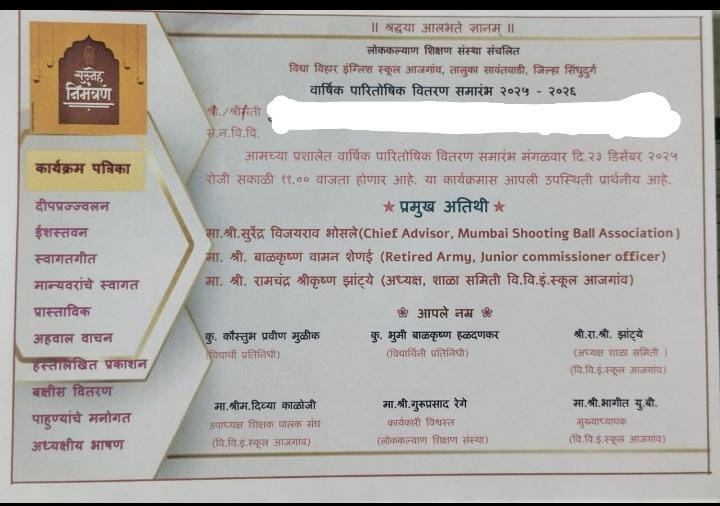 ॥ श्रद्धया आलभते ज्ञानम् ॥
लोककल्याण शिक्षण संस्था संचलित
विद्या विहार इंग्लिश स्कूल आजगांव, तालुका सावंतवाडी, जिल्हा सिंधुदुर्ग
वार्षिक पारितोषिक वितरण समारंभ २०२५ - २०२६
श्री./श्रीमती
स.न.वि.वि.
आमच्या प्रशालेत वार्षिक पारितोषिक वितरण समारंभ मंगळवार दि.२३ डिसेंबर २०२५
रोजी सकाळी ११.०० वाजता होणार आहे. या कार्यक्रमास आपली उपस्थिती प्रार्थनीय आहे.
★ प्रमुख अतिथी ★
मा.श्री.सुरेंद्र विजयराव भोसले(Chief Advisor, Mumbai Shooting Ball Association)
मा. श्री. बाळकृष्ण वामन शेणई (Retired Army, Junior commissioner officer)
मा. श्री. रामचंद्र श्रीकृष्ण झांट्ये (अध्यक्ष, शाळा समिती वि.वि.इं.स्कूल आजगांव)
❀ आपले नम्र ❀
कु. कौस्तुभ प्रवीण मुळीक
(विद्यार्थी प्रतिनिधी)
कु. भुमी बाळकृष्ण हळदणकर
(विद्यार्थिनी प्रतिनिधी)
श्री.रा.श्री. झांट्ये
(अध्यक्ष शाळा समिती )
(वि.वि.इं.स्कूल आजगांव)
मा.श्रीम.दिव्या काळोजी
उपाध्यक्ष शिक्षक पालक संघ
(वि.वि.इं.स्कूल आजगांव)
मा.श्री.गुरूप्रसाद रेगे
कार्यकारी विश्वस्त
(लोककल्याण शिक्षण संस्था)
मा.श्री.भागीत यु.बी.
मुख्याध्यापक
(वि.वि.इं.स्कूल आजगांव)
सुस्नेह
निमंत्रण
कार्यक्रम पत्रिका
दीपप्रज्ज्वलन
ईशस्तवन
स्वागतगीत
मान्यवरांचे स्वागत
प्रास्ताविक
अहवाल वाचन
हस्तलिखित प्रकाशन
बक्षीस वितरण
पाहुण्यांचे मनोगत
अध्यक्षीय भाषण